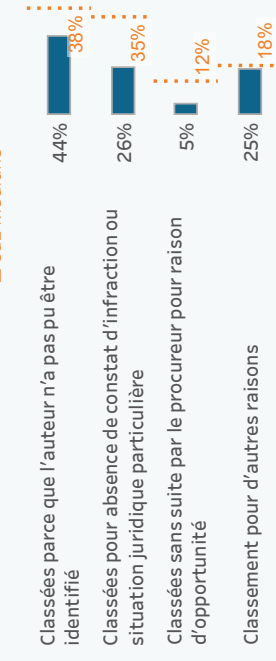 Classées parce que l'auteur n'a pas pu être
identifié
44%
38%
Classées pour absence de constat d'infraction ou
situation juridique particulière
26%
35%
Classées sans suite par le procureur pour raison
d'opportunité
5%
12%
Classement pour d'autres raisons
25%
18%